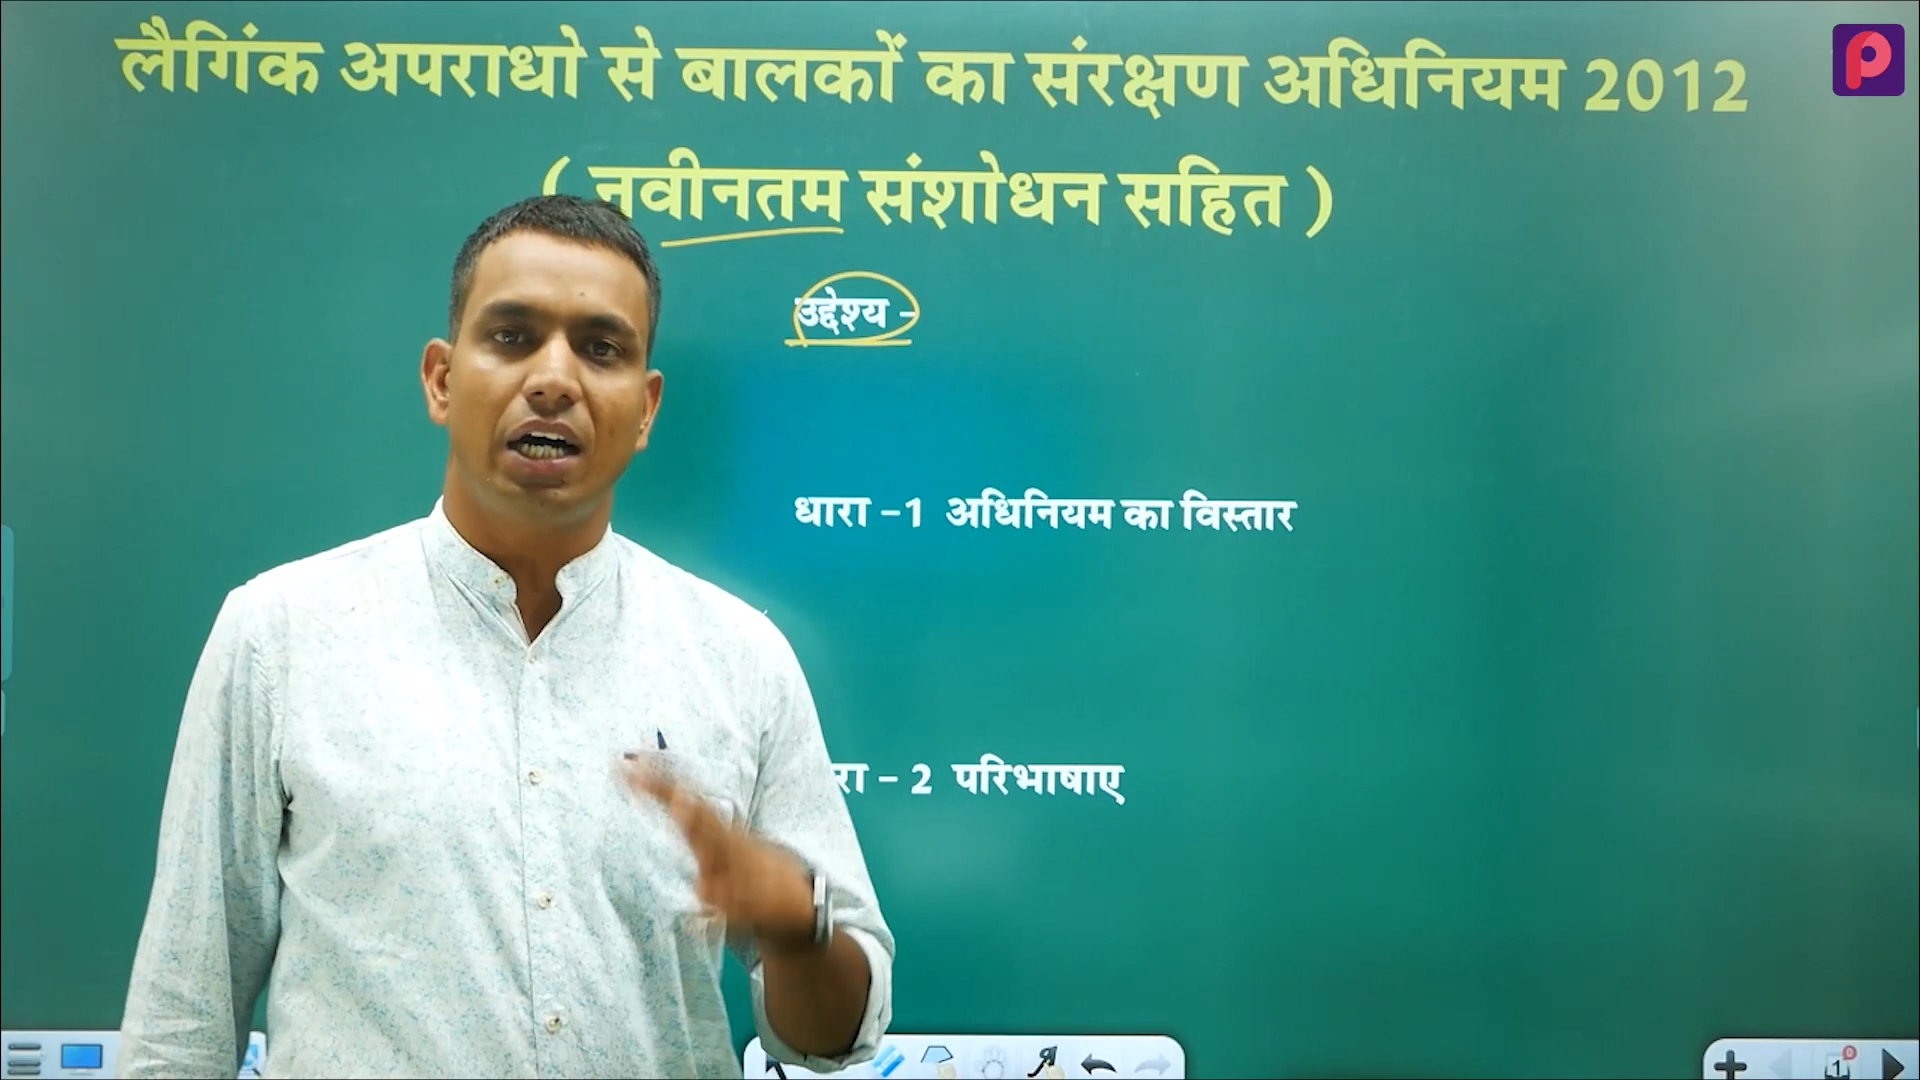 लैगिंक अपराधो से बालकों का संरक्षण अधिनियम 2012
( नवीनतम संशोधन सहित )
उद्देश्य -
धारा -1 अधिनियम का विस्तार
- 2 परिभाषाए